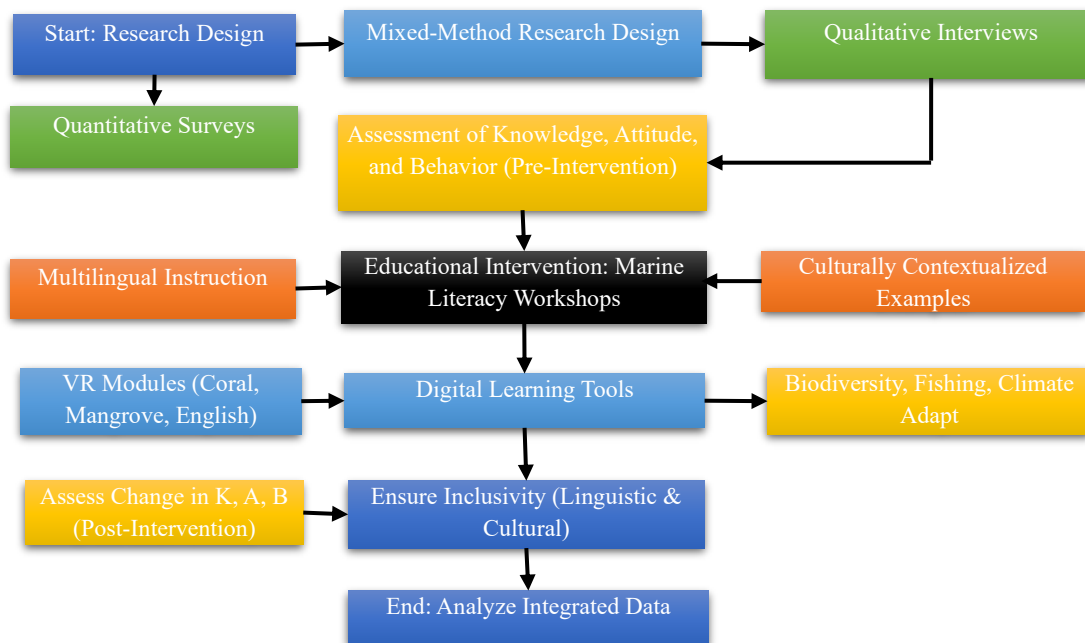 Start: Research Design
Mixed-Method Research Design
Qualitative Interviews
Quantitative Surveys
Assessment of Knowledge, Attitude,
and Behavior (Pre-Intervention)
Multilingual Instruction
Educational Intervention: Marine
Literacy Workshops
Culturally Contextualized
Examples
VR Modules (Coral,
Mangrove, English)
Digital Learning Tools
Biodiversity, Fishing, Climate
Adapt
Assess Change in K, A, B
(Post-Intervention)
Ensure Inclusivity (Linguistic &
Cultural)
End: Analyze Integrated Data